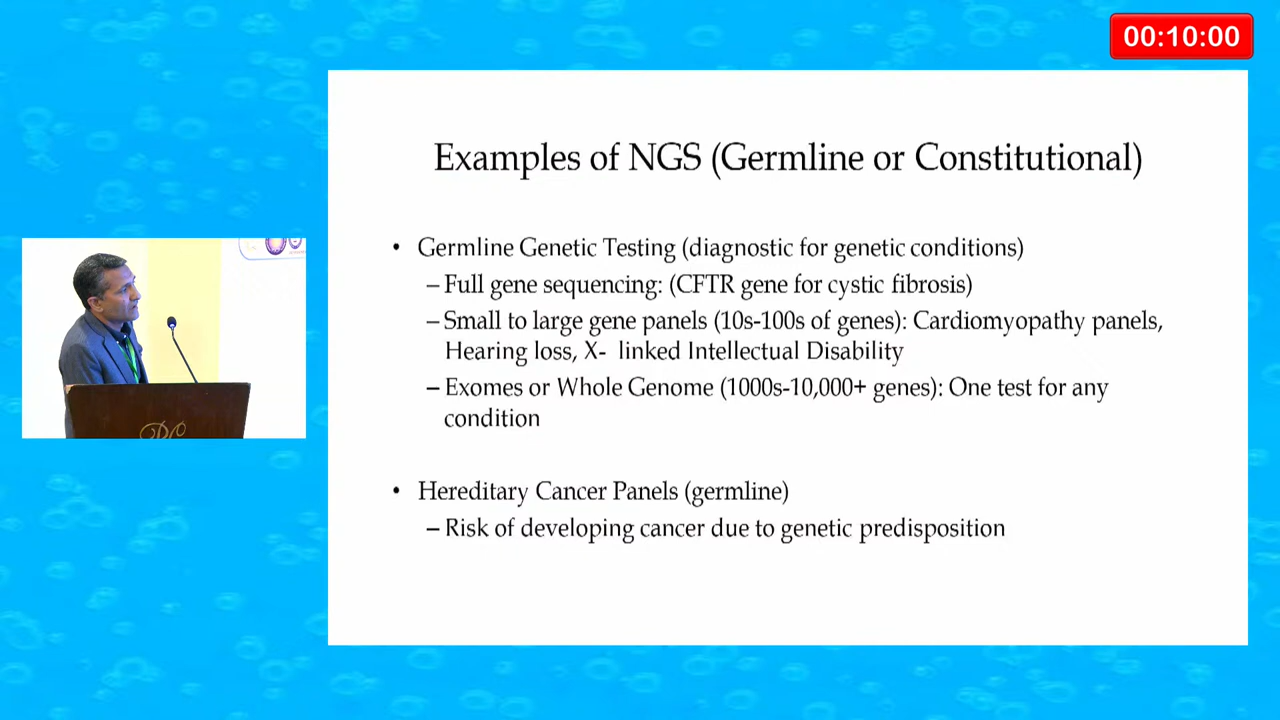 00:10:00
Examples of NGS (Germline or Constitutional)
• Germline Genetic Testing (diagnostic for genetic conditions)
– Full gene sequencing: (CFTR gene for cystic fibrosis)
– Small to large gene panels (10s-100s of genes): Cardiomyopathy panels,
Hearing loss, X- linked Intellectual Disability
– Exomes or Whole Genome (1000s-10,000+ genes): One test for any
condition
• Hereditary Cancer Panels (germline)
– Risk of developing cancer due to genetic predisposition